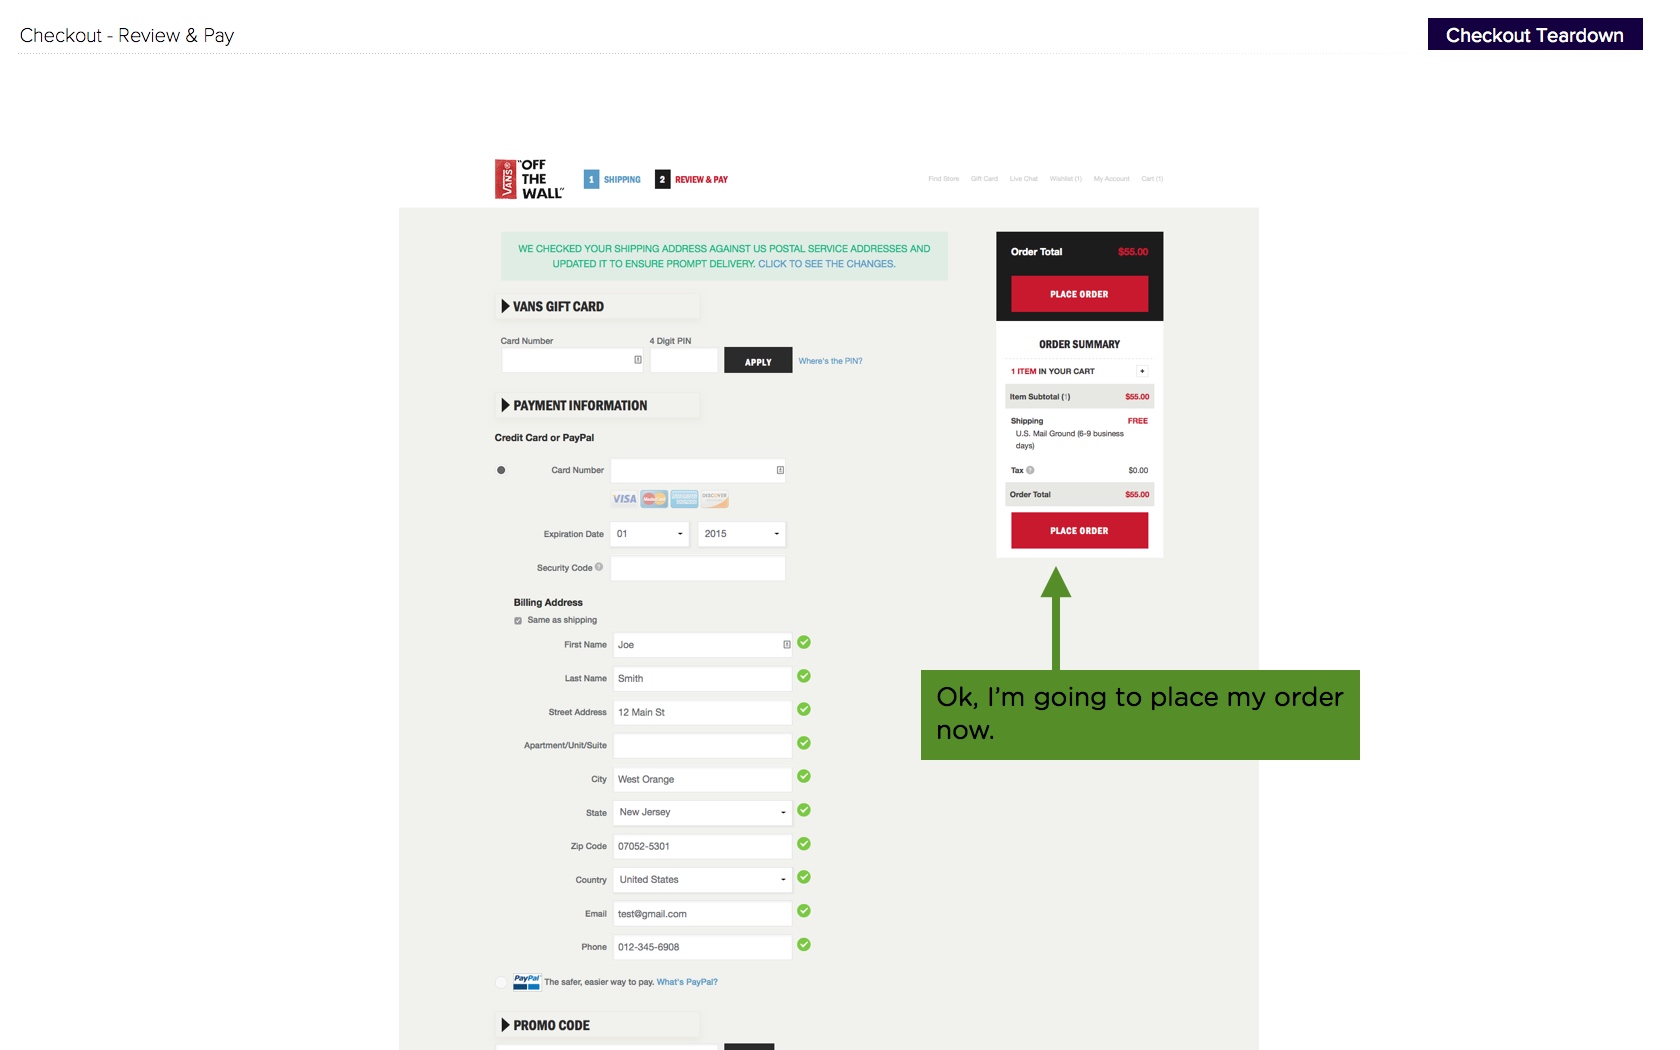 Checkout - Review & Pay
Checkout Teardown
VANS
"OFF
THE
WALL"
1 SHIPPING 2 REVIEW & PAY
Find Store Gift Card Live Chat Wishlist (1) My Account Cart (1)
WE CHECKED YOUR SHIPPING ADDRESS AGAINST US POSTAL SERVICE ADDRESSES AND
UPDATED IT TO ENSURE PROMPT DELIVERY. CLICK TO SEE THE CHANGES.
VANS GIFT CARD
Card Number 4 Digit PIN
APPLY Where's the PIN?
PAYMENT INFORMATION
Credit Card or PayPal
Card Number
VISA MasterCard DISCOVER
Expiration Date 01 2015
Security Code ?
Billing Address
Same as shipping
First Name Joe
Last Name Smith
Street Address 12 Main St
Apartment/Unit/Suite
City West Orange
State New Jersey
Zip Code 07052-5301
Country United States
Email test@gmail.com
Phone 012-345-6908
PayPal The safer, easier way to pay. What's PayPal?
PROMO CODE
Order Total $55.00
PLACE ORDER
ORDER SUMMARY
1 ITEM IN YOUR CART +
Item Subtotal (1) $55.00
Shipping FREE
U.S. Mail Ground (6-9 business
days)
Tax ? $0.00
Order Total $55.00
PLACE ORDER
Ok, I'm going to place my order
now.